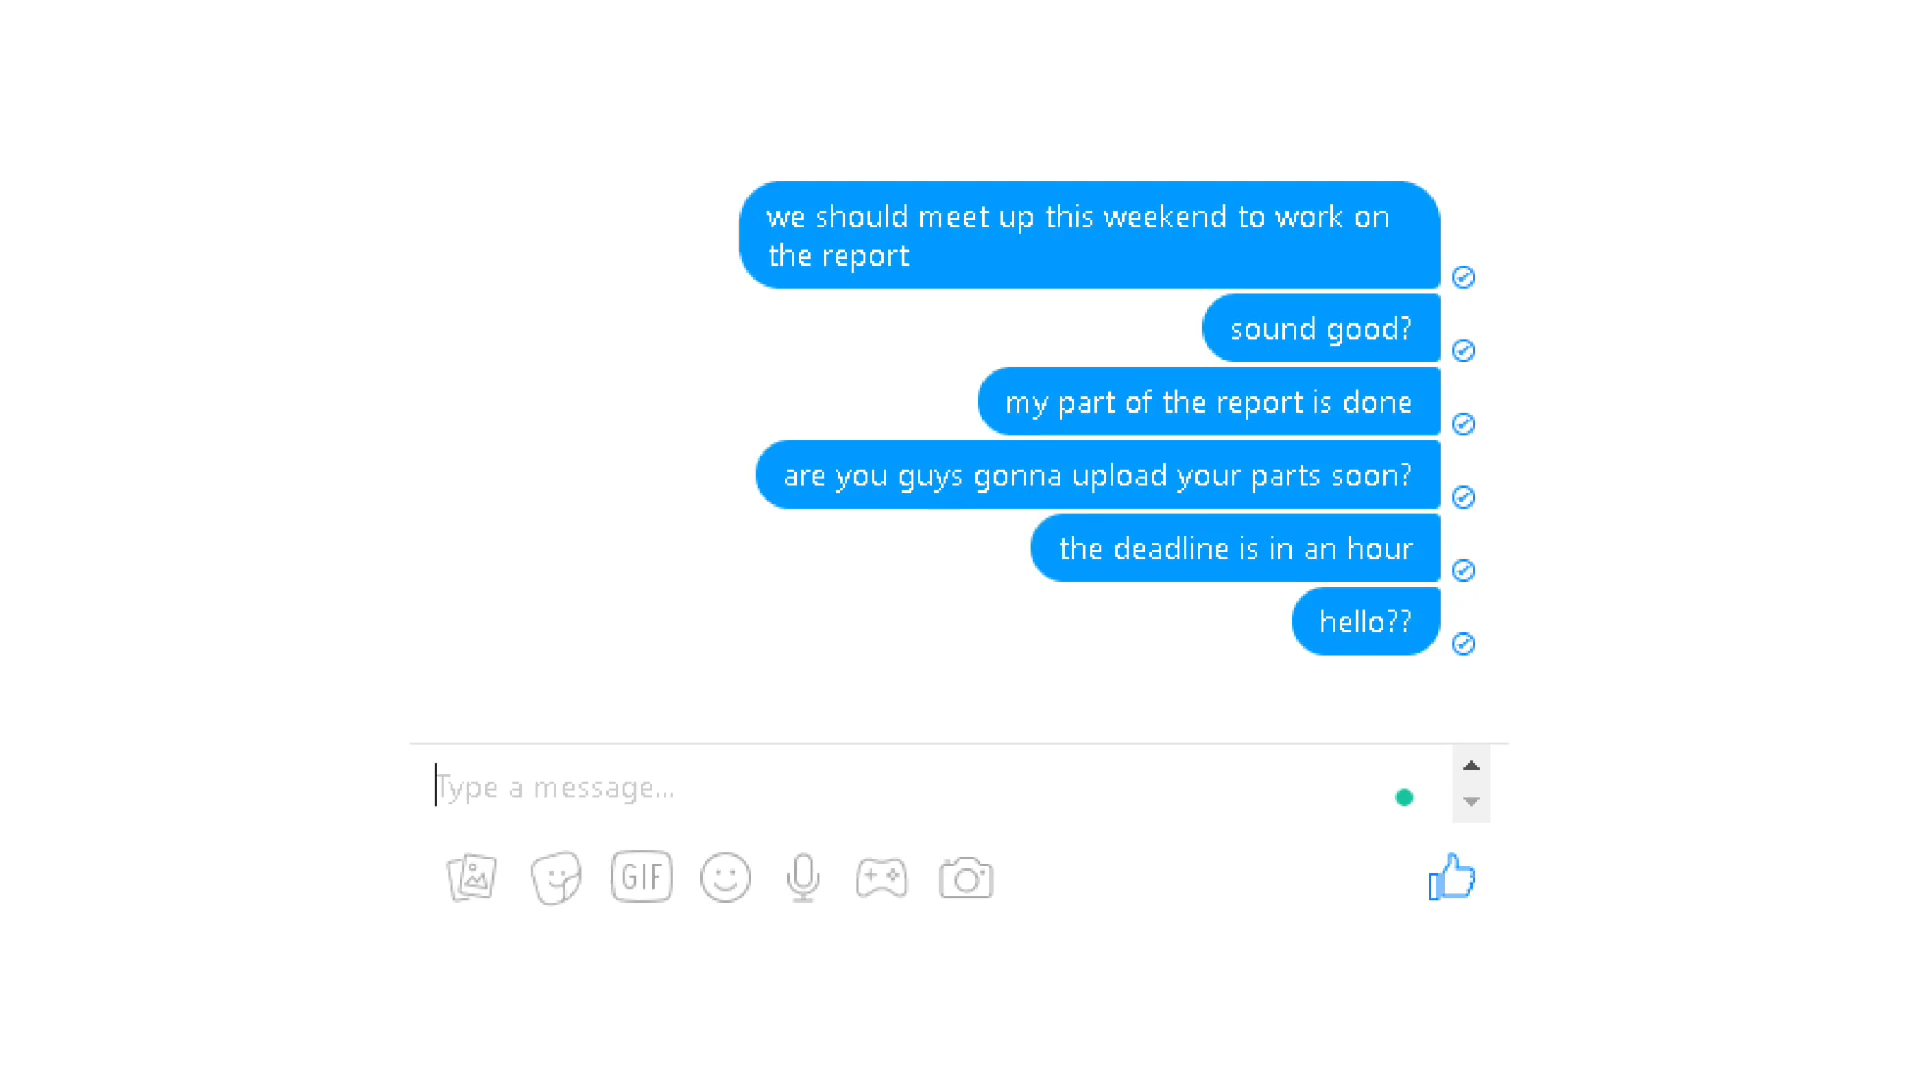 we should meet up this weekend to work on
the report
sound good?
my part of the report is done
are you guys gonna upload your parts soon?
the deadline is in an hour
hello??
Type a message...
GIF